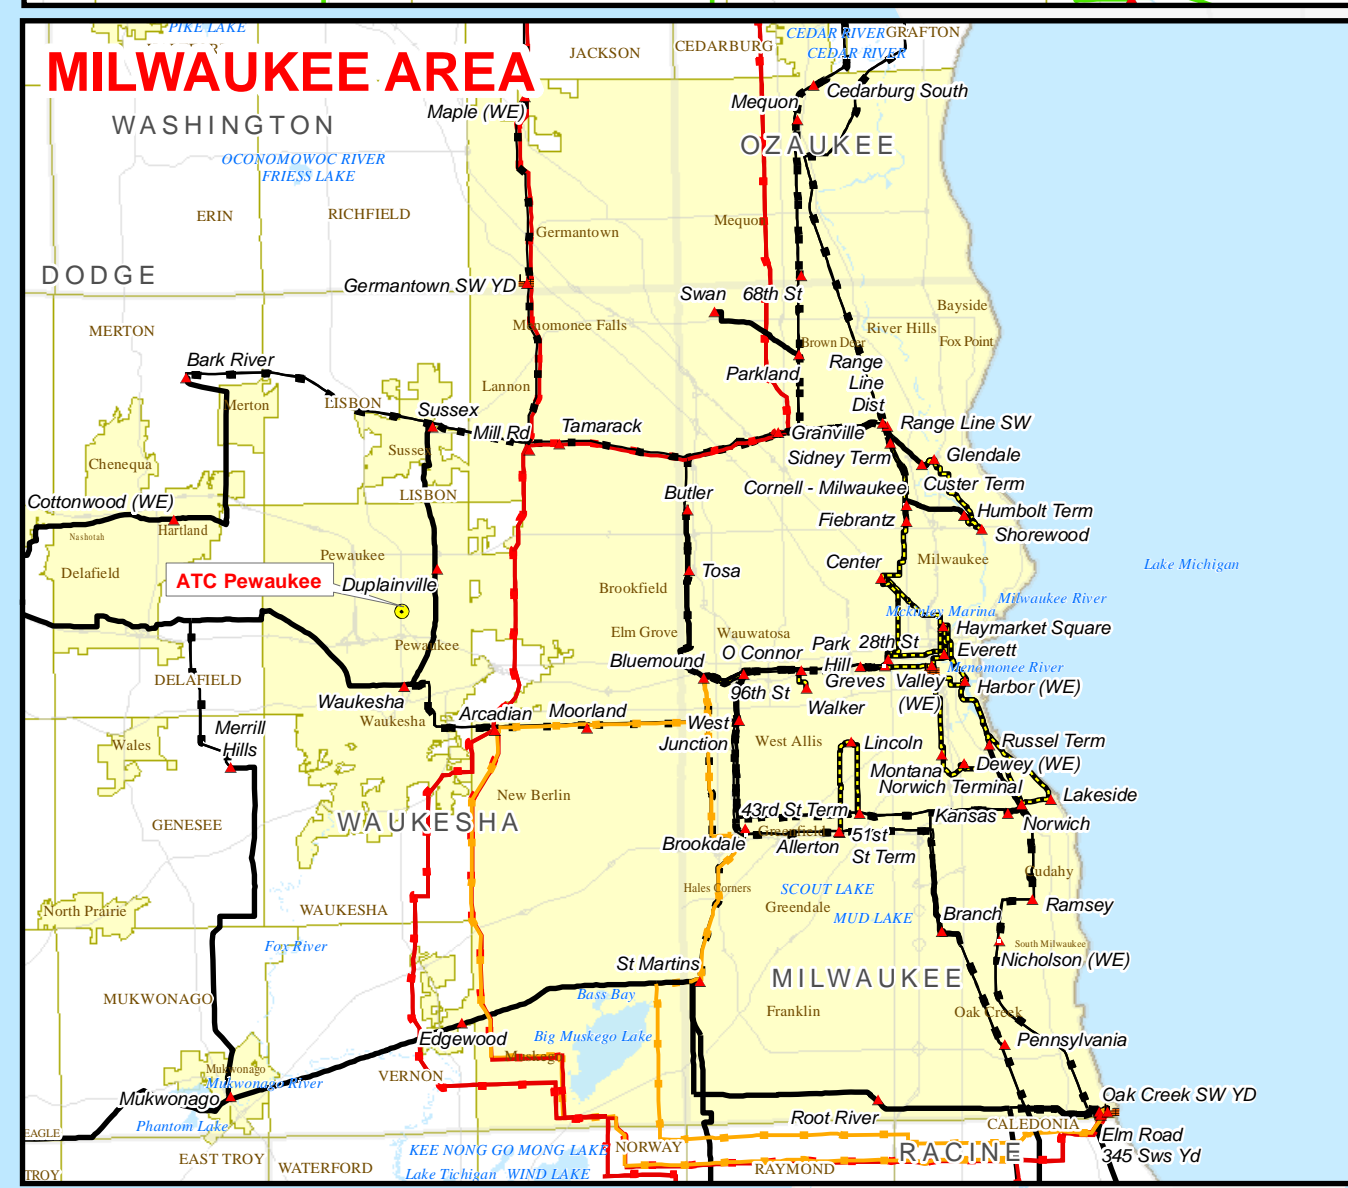 PIKE LAKE
MILWAUKEE AREA
JACKSON
CEDARBURG
CEDAR RIVER
GRAFTON
CEDAR RIVER
Cedarburg South
Mequon
Maple (WE)
WASHINGTON
OZAUKEE
OCONOMOWOC RIVER
FRIESS LAKE
ERIN
RICHFIELD
Mequon
Germantown
DODGE
Germantown SW YD
Swan
68th St
Bayside
MERTON
Menomonee Falls
River Hills
Brown Deer
Fox Point
Bark River
Range
Line
Dist
Parkland
Lannon
Merton
LISBON
Sussex
Mill Rd
Tamarack
Granville
Range Line SW
Sussex
Sidney Term
Glendale
Chenequa
Custer Term
LISBON
Butler
Cornell - Milwaukee
Cottonwood (WE)
Humbolt Term
Hartland
Fiebrantz
Shorewood
Nashotah
Pewaukee
Milwaukee
Lake Michigan
Delafield
ATC Pewaukee
Duplainville
Tosa
Center
Brookfield
Milwaukee River
Mckinley Marina
Elm Grove
Wauwatosa
Haymarket Square
Pewaukee
Park
Hill
28th St
Everett
O Connor
Bluemound
Menomonee River
DELAFIELD
Greves
Valley
(WE)
Harbor (WE)
96th St
Walker
Waukesha
Waukesha
Arcadian
Moorland
West
Junction
Merrill
Hills
Wales
West Allis
Lincoln
Russel Term
Montana
Dewey (WE)
Norwich Terminal
New Berlin
Lakeside
GENESEE
WAUKESHA
43rd St Term
Kansas
Norwich
Greenfield
51st
St Term
Brookdale
Allerton
Cudahy
Hales Corners
SCOUT LAKE
Greendale
MUD LAKE
Ramsey
North Prairie
WAUKESHA
Branch
Fox River
South Milwaukee
Nicholson (WE)
St Martins
MILWAUKEE
MUKWONAGO
Bass Bay
Franklin
Oak Creek
Edgewood
Big Muskego Lake
Pennsylvania
Muskego
Mukwonago
VERNON
Mukwonago River
Mukwonago
Oak Creek SW YD
Root River
Phantom Lake
CALEDONIA
EAGLE
Elm Road
345 Sws Yd
KEE NONG GO MONG LAKE
NORWAY
RACINE
EAST TROY
WATERFORD
RAYMOND
Lake Tichigan
WIND LAKE
TROY